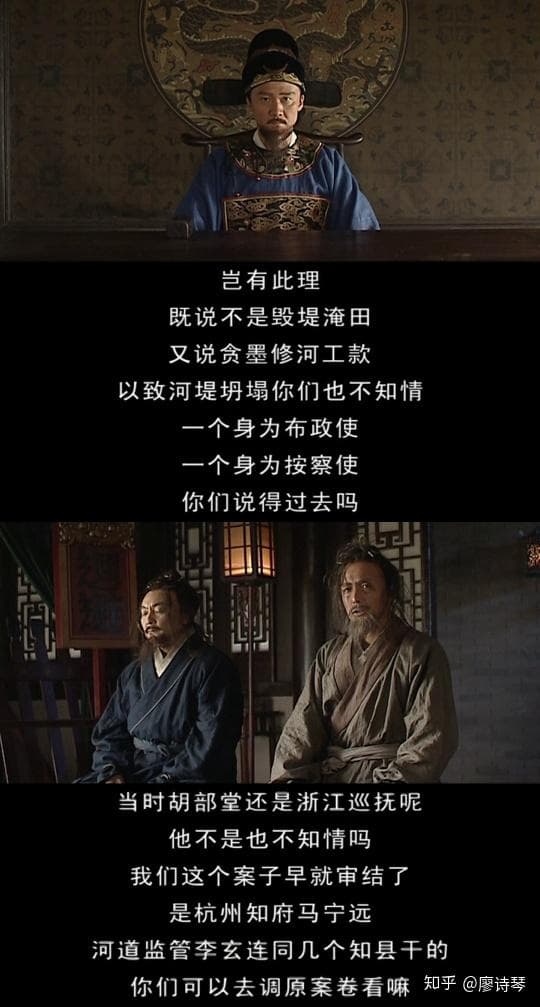 岂有此理
既说不是毁堤淹田
又说贪墨修河工款
以致河堤坍塌你们也不知情
一个身为布政使
一个身为按察使
你们说得过去吗
当时胡部堂还是浙江巡抚呢
他不是也不知情吗
我们这个案子早就审结了
是杭州知府马宁远
河道监管李玄连同几个知县干的
你们可以去调原案卷看嘛
知乎 @廖诗琴